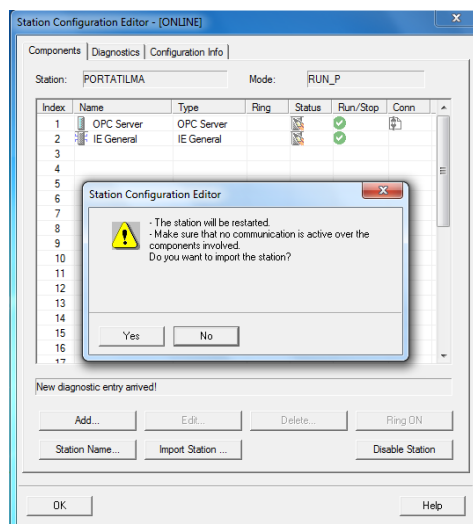 Station Configuration Editor - [ONLINE]
Components Diagnostics Configuration Info
Station: PORTATILMA Mode: RUN_P
Index Name Type Ring Status Run/Stop Conn
1 OPC Server OPC Server
2 IE General IE General
3
4
5
6
7
8
9
10
11
12
13
14
15
16
17
Station Configuration Editor
- The station will be restarted.
- Make sure that no communication is active over the
components involved.
Do you want to import the station?
Yes No
New diagnostic entry arrived!
Add... Edit... Delete... Ring ON
Station Name... Import Station ... Disable Station
OK Help